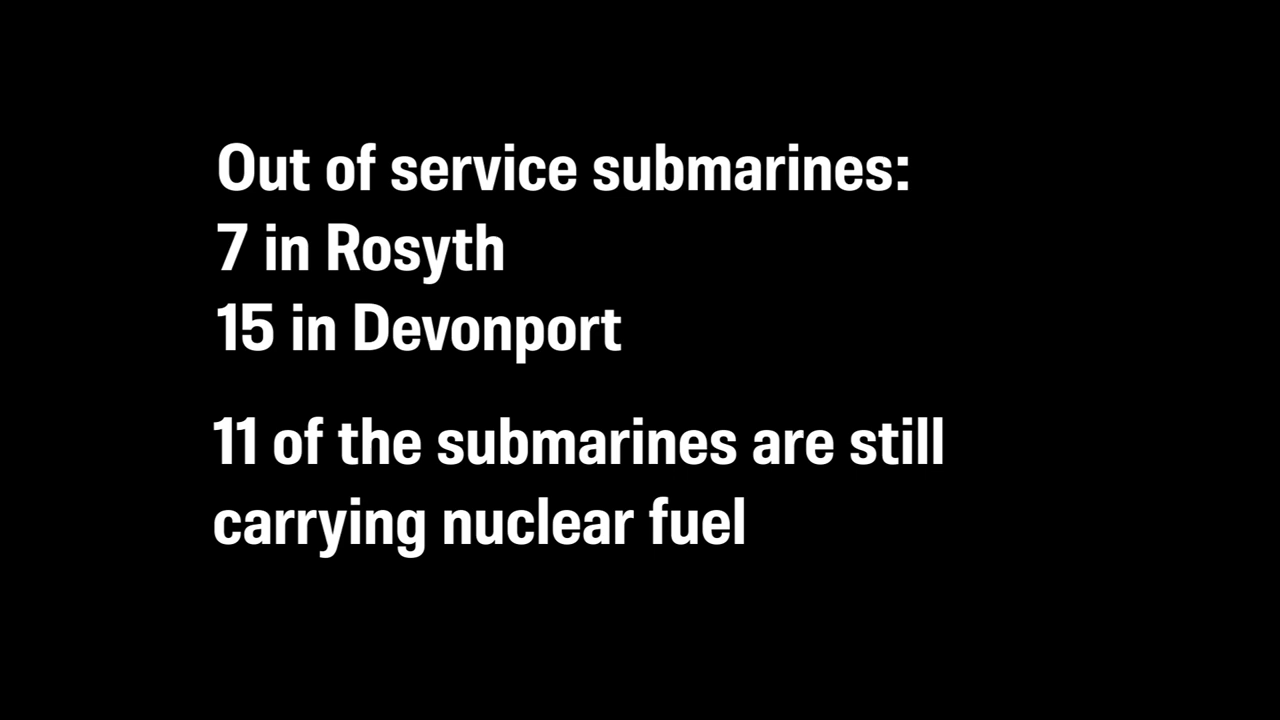 Out of service submarines:
7 in Rosyth
15 in Devonport
11 of the submarines are still
carrying nuclear fuel